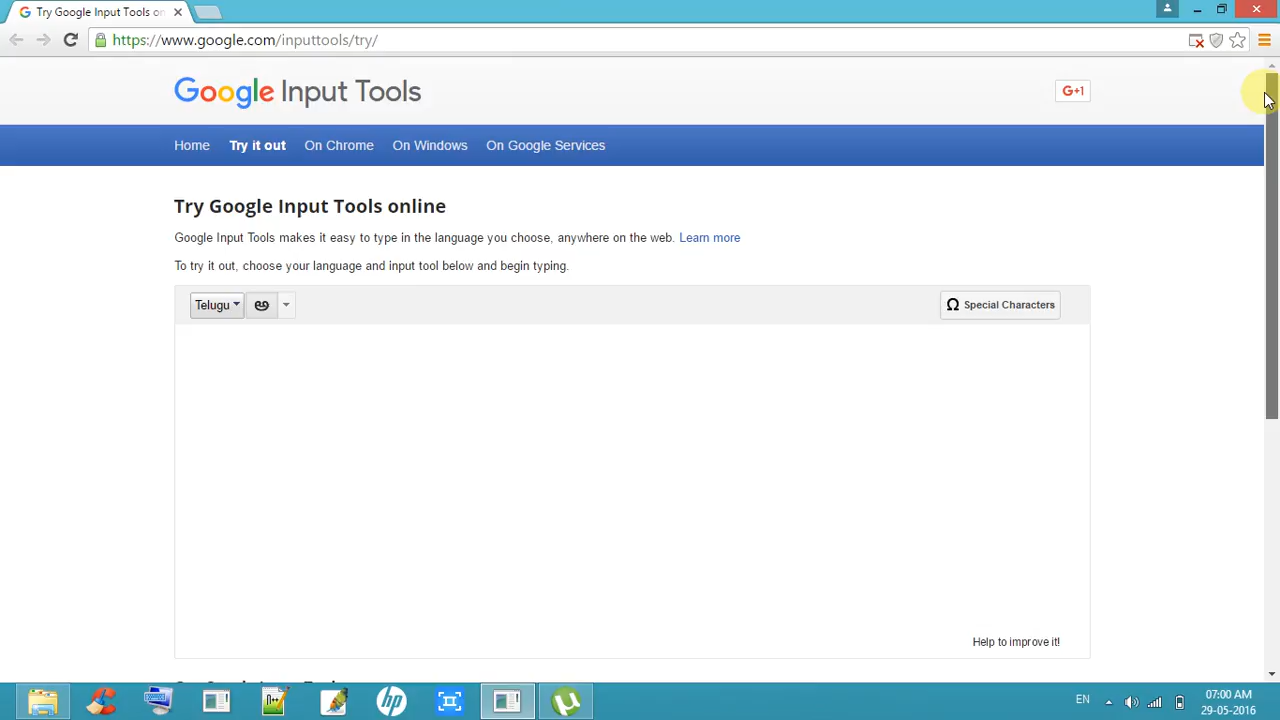 Try Google Input Tools on
https://www.google.com/inputtools/try/
Google Input Tools
G+1
Home Try it out On Chrome On Windows On Google Services
Try Google Input Tools online
Google Input Tools makes it easy to type in the language you choose, anywhere on the web. Learn more
To try it out, choose your language and input tool below and begin typing.
Telugu అ Ω Special Characters
Help to improve it!
EN
07:00 AM
29-05-2016